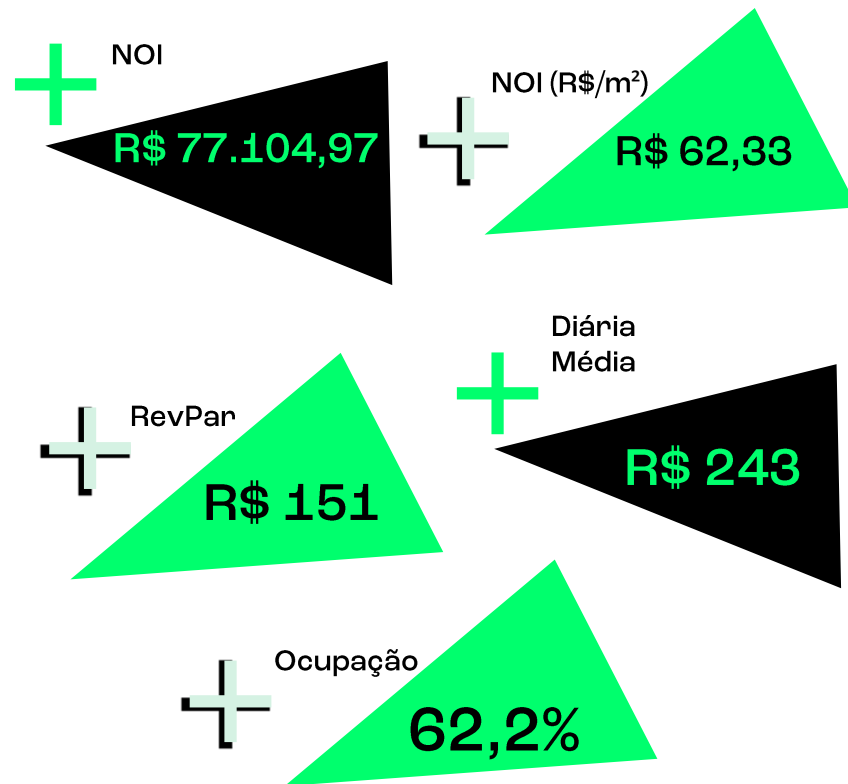 NOI
R$ 77.104,97
NOI (R$/m²)
R$ 62,33
Diária
Média
R$ 243
RevPar
R$ 151
Ocupação
62,2%